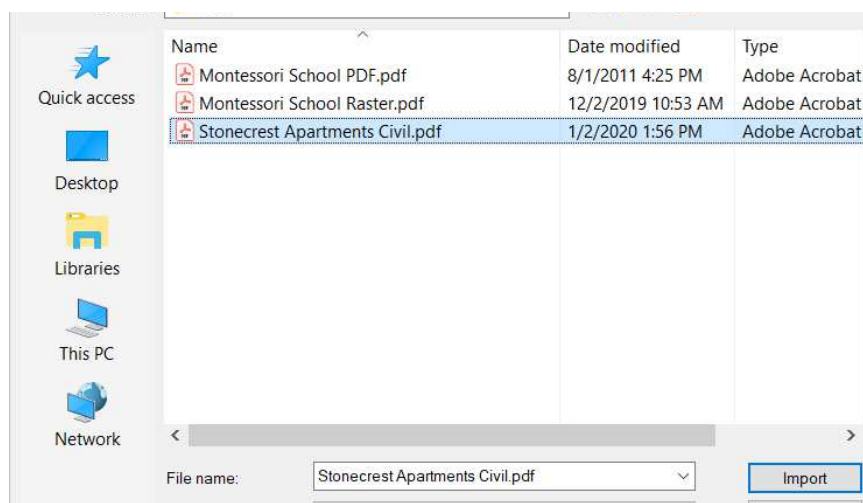 Name Date modified Type
Quick access
Montessori School PDF.pdf 8/1/2011 4:25 PM Adobe Acrobat
Montessori School Raster.pdf 12/2/2019 10:53 AM Adobe Acrobat
Stonecrest Apartments Civil.pdf 1/2/2020 1:56 PM Adobe Acrobat
Desktop
Libraries
This PC
Network
File name: Stonecrest Apartments Civil.pdf Import